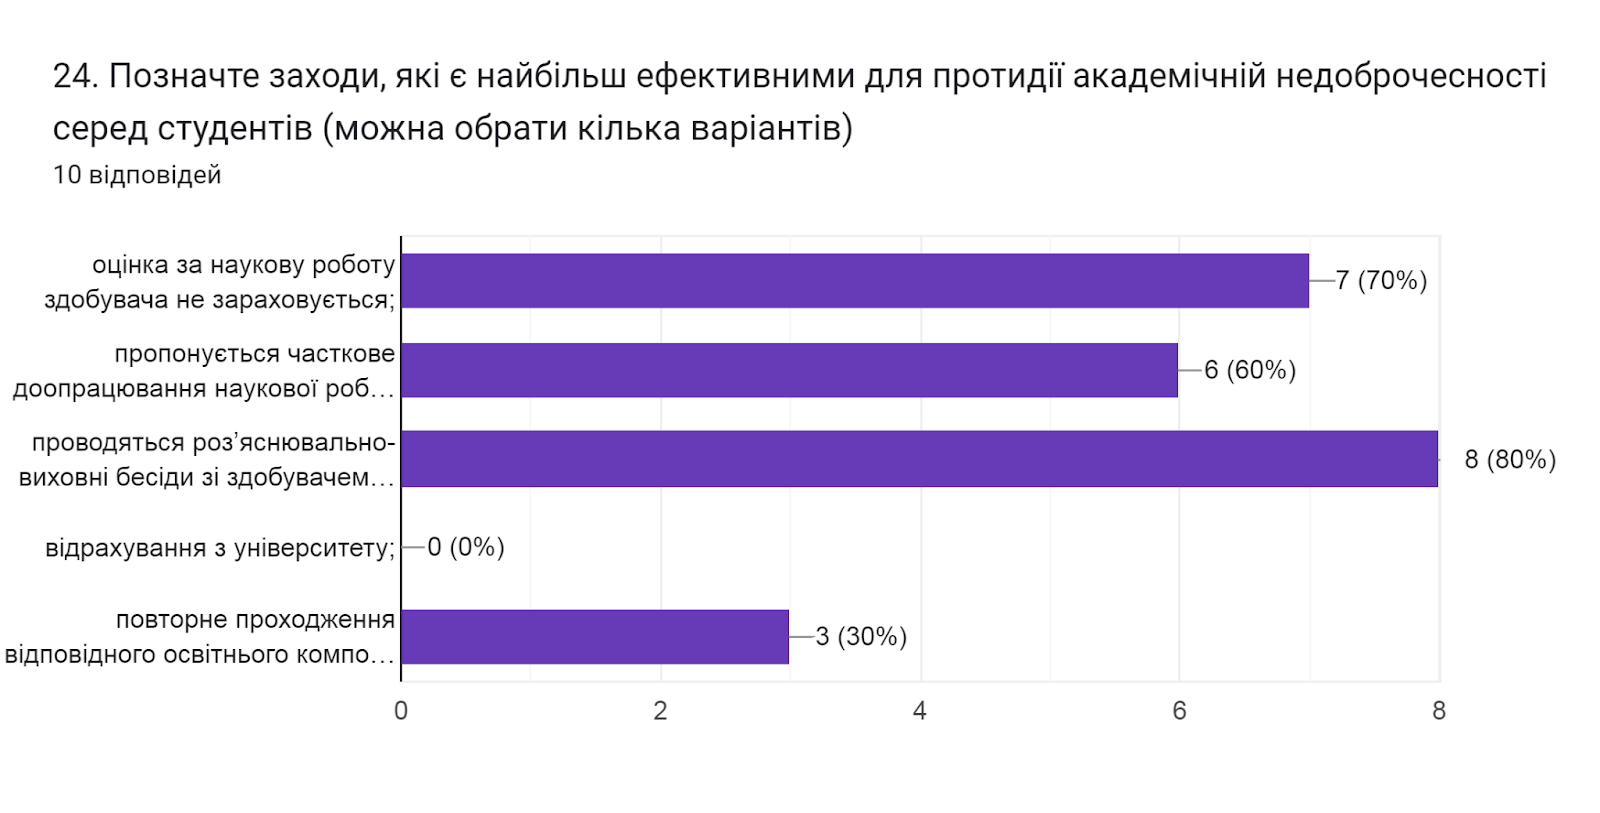 24. Позначте заходи, які є найбільш ефективними для протидії академічній недоброчесності
серед студентів (можна обрати кілька варіантів)
10 відповідей
оцінка за наукову роботу
здобувача не зараховується;
7 (70%)
пропонується часткове
доопрацювання наукової роб…
6 (60%)
проводяться роз’яснювально-
виховні бесіди зі здобувачем…
8 (80%)
відрахування з університету;
0 (0%)
повторне проходження
відповідного освітнього компо…
3 (30%)
0 2 4 6 8